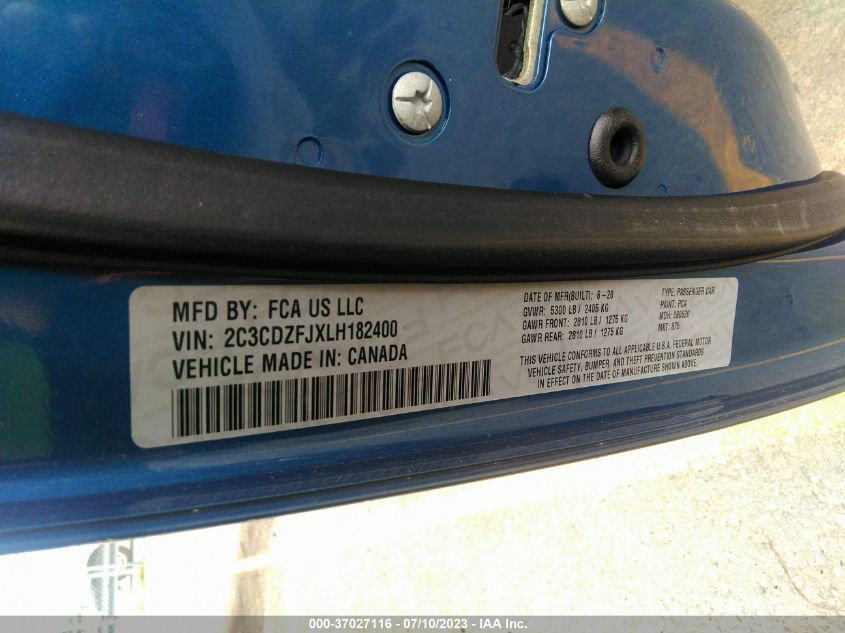 MFD BY: FCA US LLC
VIN: 2C3CDZFJXLH182400
VEHICLE MADE IN: CANADA
DATE OF MFR(BUILT): 6-20
GVWR: 5300 LB / 2405 KG
GAWR FRONT: 2810 LB / 1275 KG
GAWR REAR: 2810 LB / 1275 KG
TYPE: PASSENGER CAR
PAINT: PCA
MDH:
MKT:
THIS VEHICLE CONFORMS TO ALL APPLICABLE U.S.A. FEDERAL MOTOR
VEHICLE SAFETY, BUMPER, AND THEFT PREVENTION STANDARDS
IN EFFECT ON THE DATE OF MANUFACTURE SHOWN ABOVE.
000-37027116 - 07/10/2023 - IAA Inc.